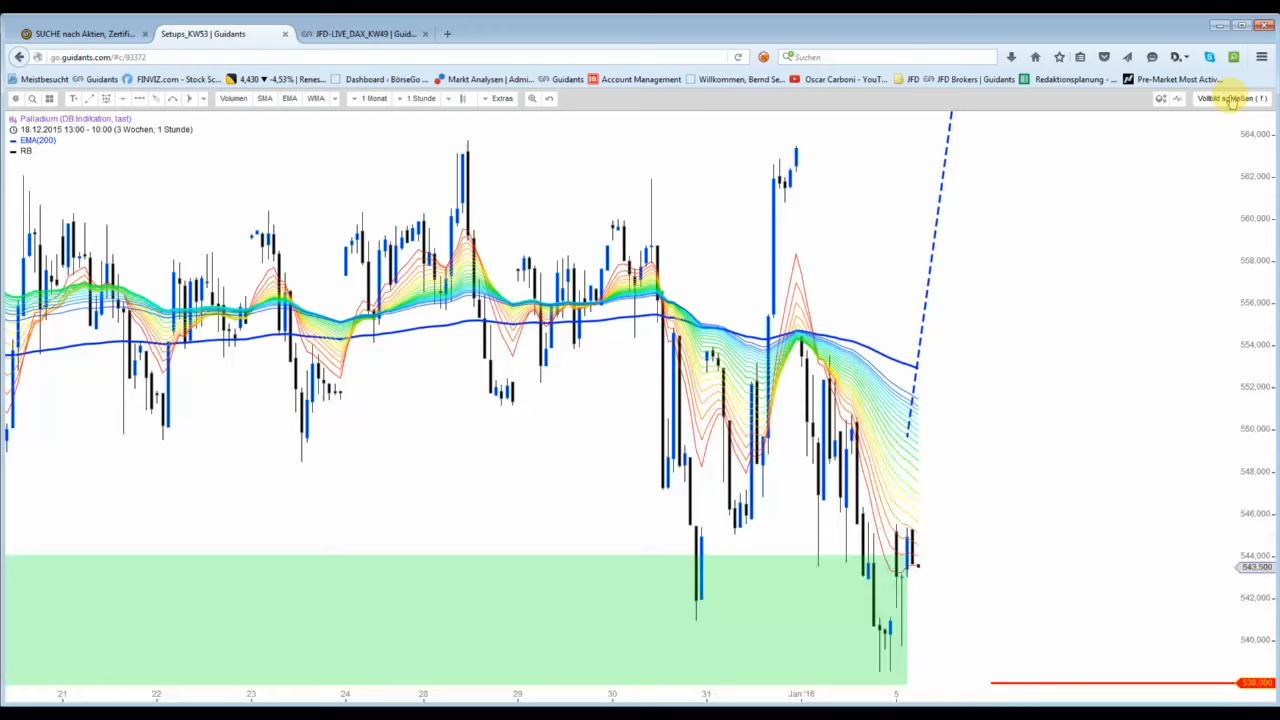 SUCHE nach Aktien, Zertifi... Setups_KW53 | Guidants JFD-LIVE_DAX_KW49 | Guid...
go.guidants.com/#c/93372 Suchen
Meistbesucht Guidants FINVIZ.com - Stock Sc... 4,430 ▼ -4,53% | Renes... Dashboard ‹ BörseGo ... Markt Analysen | Admi... Guidants Account Management Willkommen, Bernd Se... Oscar Carboni - YouT... JFD JFD Brokers | Guidants Redaktionsplanung - ... Pre-Market Most Activ...
Volumen SMA EMA WMA 1 Monat 1 Stunde Extras Vollbild schließen ( f )
Palladium (DB Indikation, last)
18.12.2015 13:00 - 10:00 (3 Wochen, 1 Stunde)
EMA(200)
RB
564,000
562,000
560,000
558,000
556,000
554,000
552,000
550,000
548,000
546,000
544,000
543,500
542,000
540,000
538,000
21 22 23 24 28 29 30 31 Jan '16 5